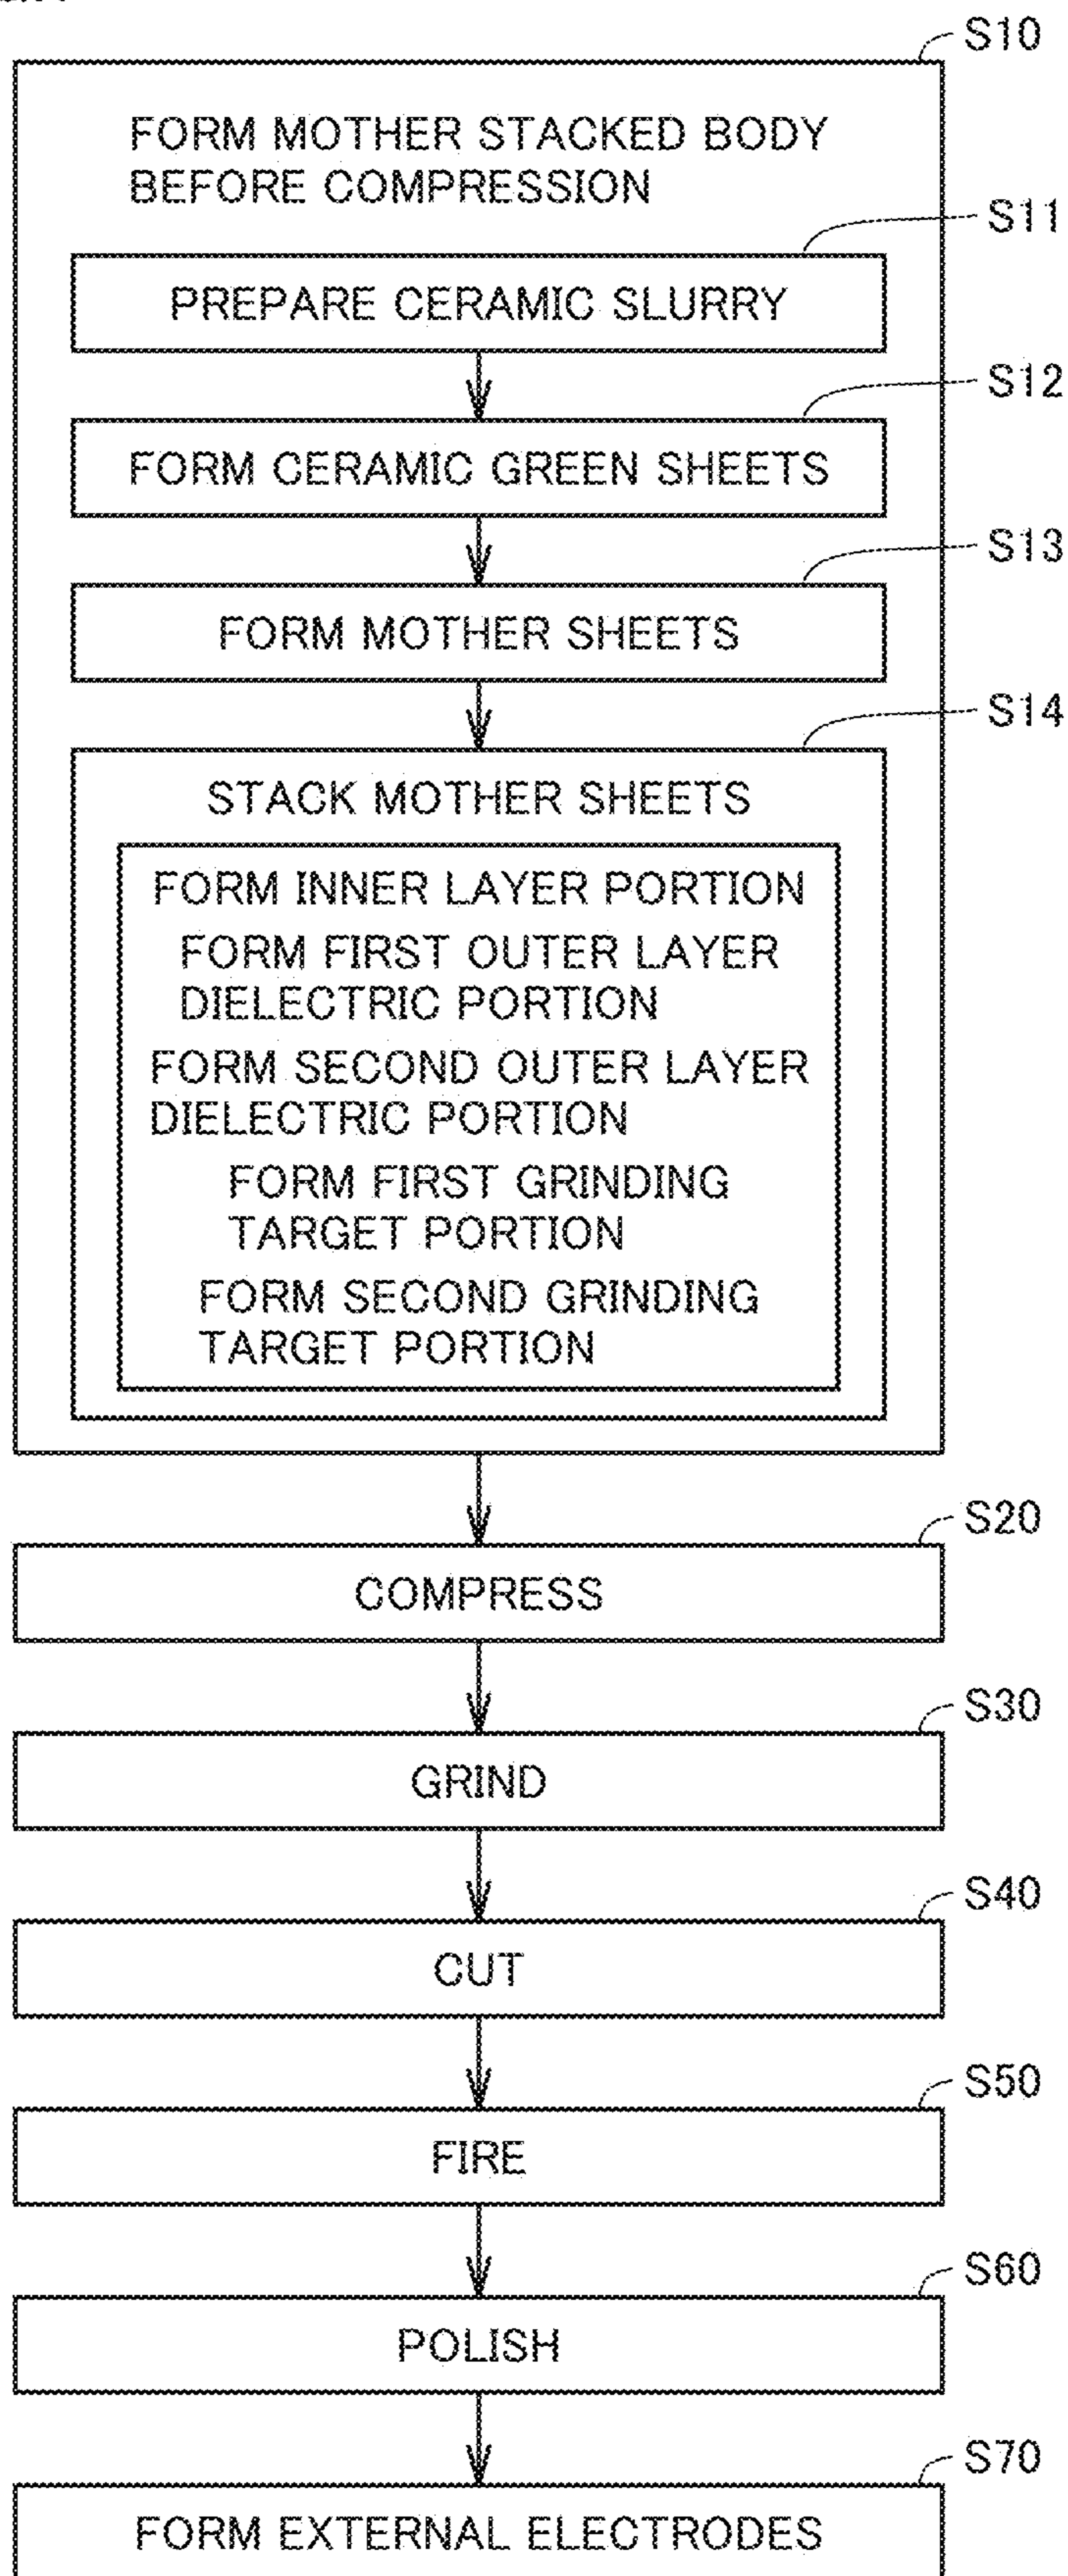 S10
FORM MOTHER STACKED BODY
BEFORE COMPRESSION
S11
PREPARE CERAMIC SLURRY
S12
FORM CERAMIC GREEN SHEETS
S13
FORM MOTHER SHEETS
S14
STACK MOTHER SHEETS
FORM INNER LAYER PORTION
FORM FIRST OUTER LAYER
DIELECTRIC PORTION
FORM SECOND OUTER LAYER
DIELECTRIC PORTION
FORM FIRST GRINDING
TARGET PORTION
FORM SECOND GRINDING
TARGET PORTION
S20
COMPRESS
S30
GRIND
S40
CUT
S50
FIRE
S60
POLISH
S70
FORM EXTERNAL ELECTRODES